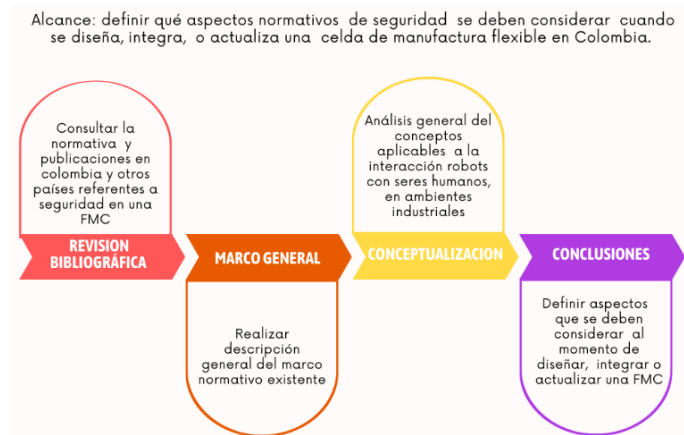 Alcance: definir qué aspectos normativos de seguridad se deben considerar cuando
se diseña, integra, o actualiza una celda de manufactura flexible en Colombia.
Consultar la
normativa y
publicaciones en
colombia y otros
países referentes a
seguridad en una
FMC
REVISION
BIBLIOGRÁFICA
MARCO GENERAL
Realizar
descripción
general del marco
normativo existente
Análisis general del
conceptos
aplicables a la
interacción robots
con seres humanos,
en ambientes
industriales
CONCEPTUALIZACION
CONCLUSIONES
Definir aspectos
que se deben
considerar al
momento de
diseñar, integrar o
actualizar una FMC